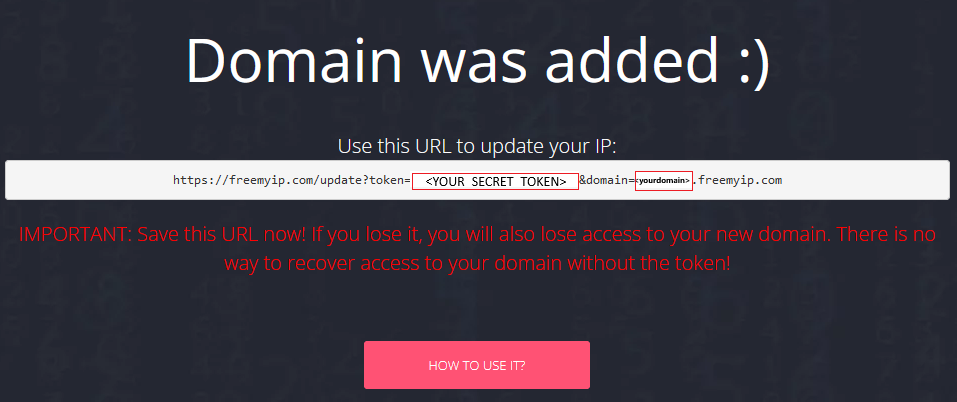 Domain was added :)
Use this URL to update your IP:
https://freemyip.com/update?token= <YOUR SECRET TOKEN> &domain=<yourdomain>.freemyip.com
IMPORTANT: Save this URL now! If you lose it, you will also lose access to your new domain. There is no
way to recover access to your domain without the token!
HOW TO USE IT?